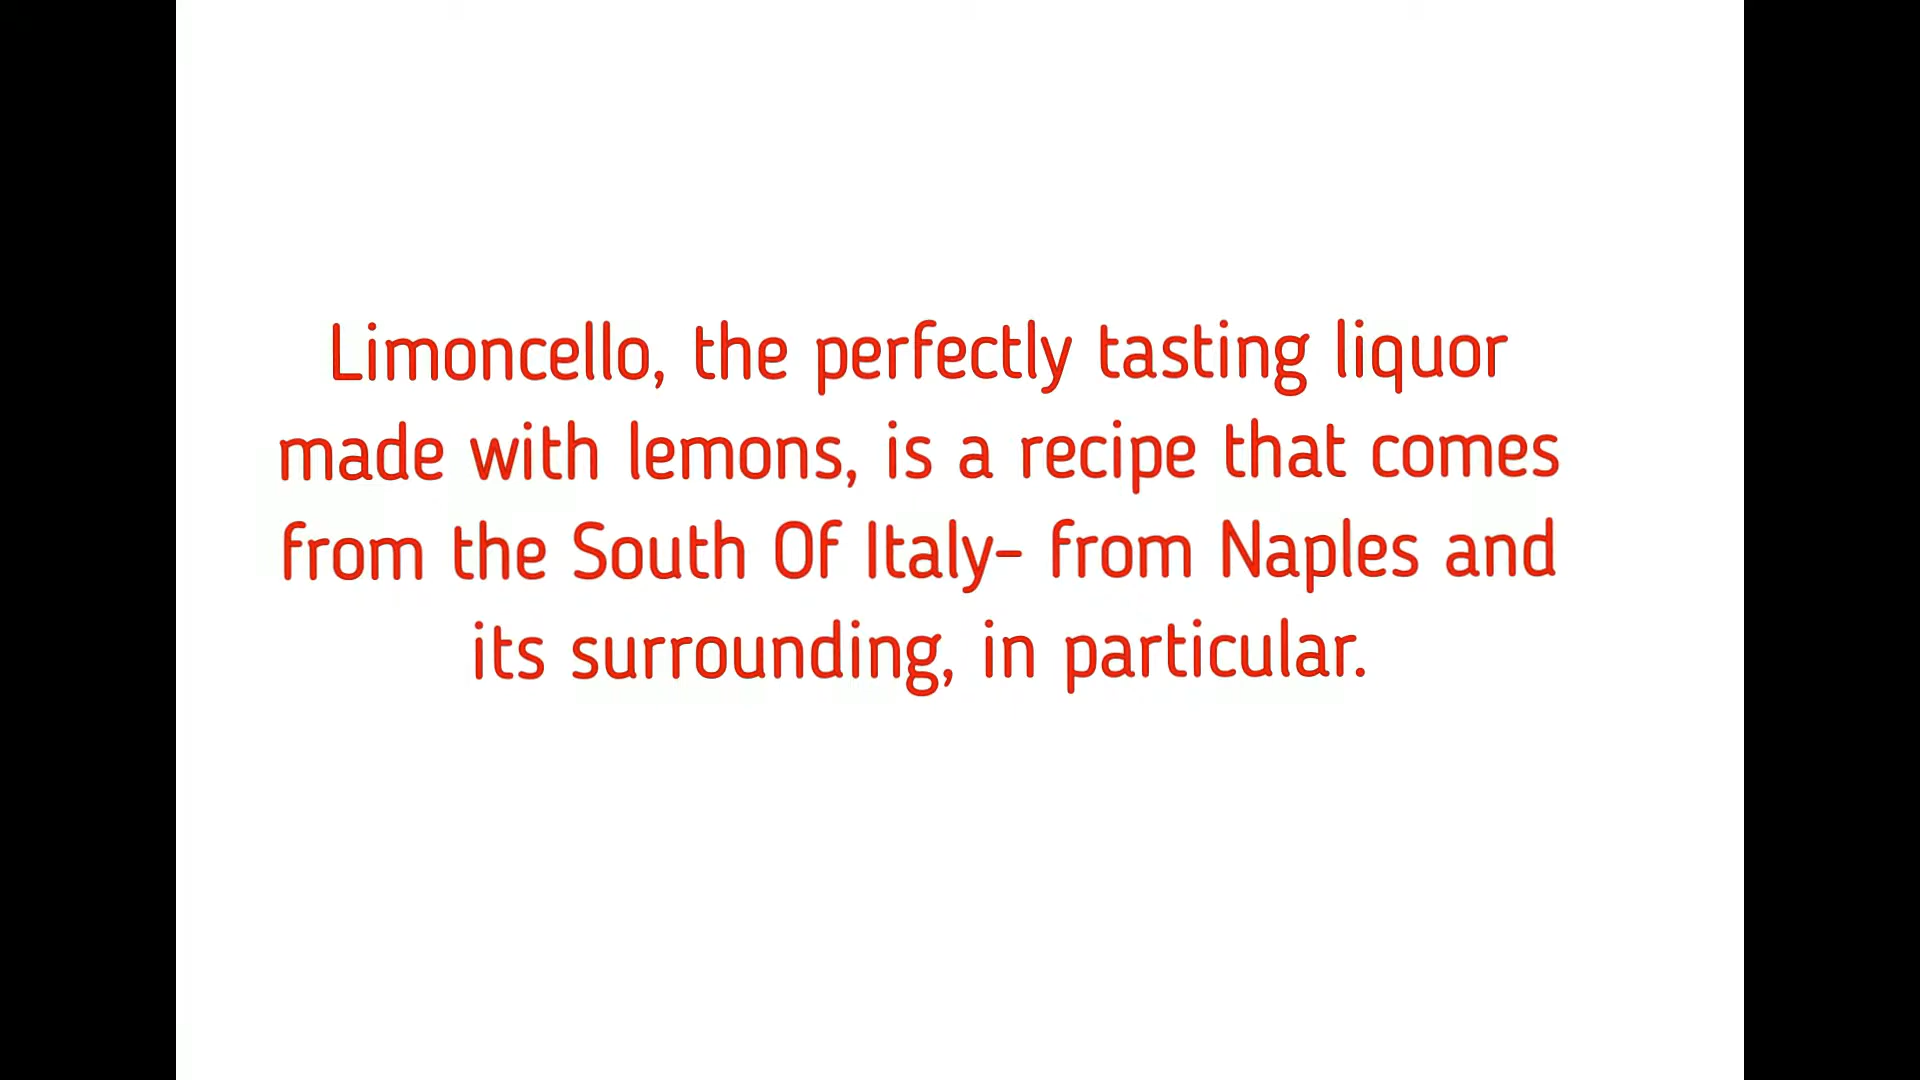 Limoncello, the perfectly tasting liquor
made with lemons, is a recipe that comes
from the South Of Italy- from Naples and
its surrounding, in particular.